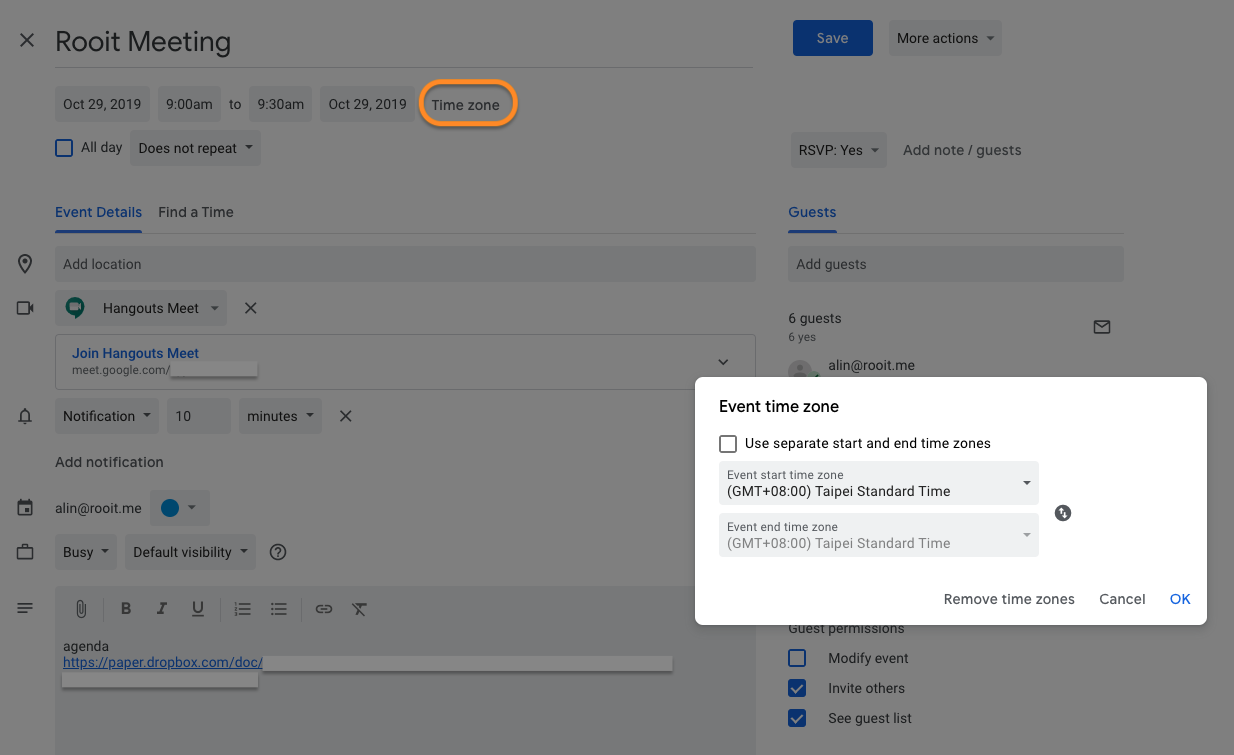 Rooit Meeting
Save
More actions
Oct 29, 2019 9:00am to 9:30am Oct 29, 2019 Time zone
All day Does not repeat
RSVP: Yes Add note / guests
Event Details Find a Time
Guests
Add location
Add guests
Hangouts Meet
Join Hangouts Meet
meet.google.com/
6 guests
6 yes
alin@rooit.me
Notification 10 minutes
Add notification
alin@rooit.me
Busy Default visibility
B I U
agenda
https://paper.dropbox.com/doc/
Event time zone
Use separate start and end time zones
Event start time zone
(GMT+08:00) Taipei Standard Time
Event end time zone
(GMT+08:00) Taipei Standard Time
Remove time zones Cancel OK
Guest permissions
Modify event
Invite others
See guest list